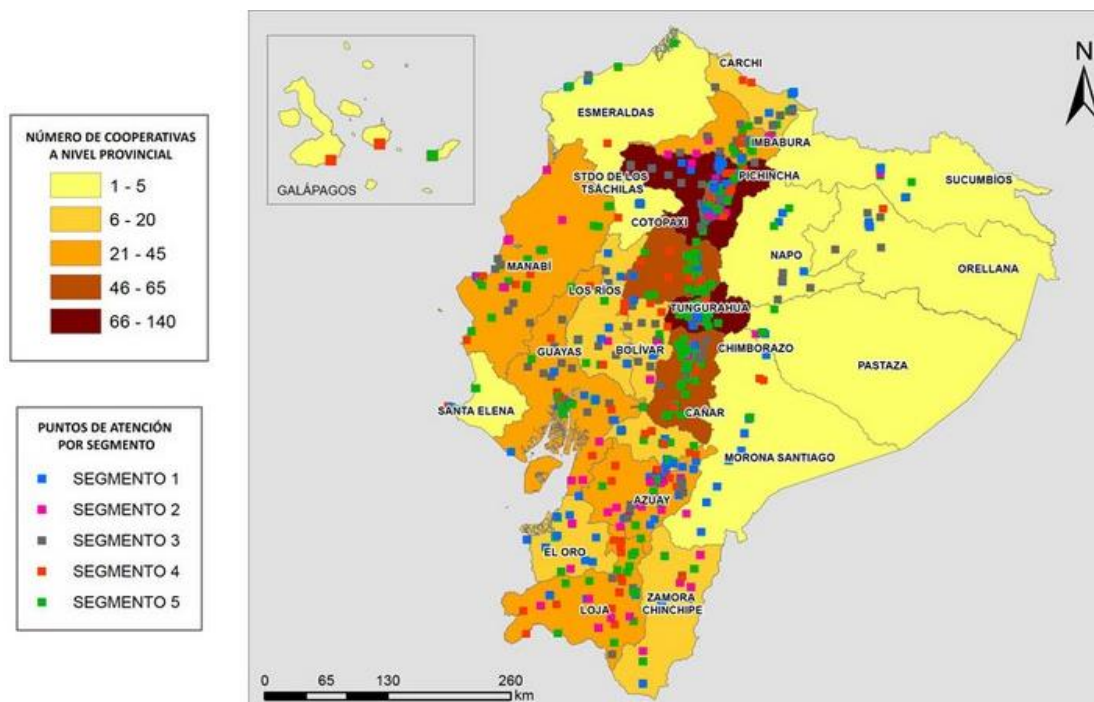 NÚMERO DE COOPERATIVAS
A NIVEL PROVINCIAL
1 - 5
6 - 20
21 - 45
46 - 65
66 - 140
PUNTOS DE ATENCIÓN
POR SEGMENTO
SEGMENTO 1
SEGMENTO 2
SEGMENTO 3
SEGMENTO 4
SEGMENTO 5
GALÁPAGOS
N
CARCHI
ESMERALDAS
IMBABURA
PICHINCHA
SUCUMBÍOS
STDO DE LOS
TSÁCHILAS
COTOPAXI
NAPO
ORELLANA
MANABÍ
LOS RÍOS
TUNGURAHUA
GUAYAS
BOLÍVAR
CHIMBORAZO
PASTAZA
SANTA ELENA
CAÑAR
MORONA SANTIAGO
AZUAY
EL ORO
ZAMORA
CHINCHIPE
LOJA
0 65 130 260
km